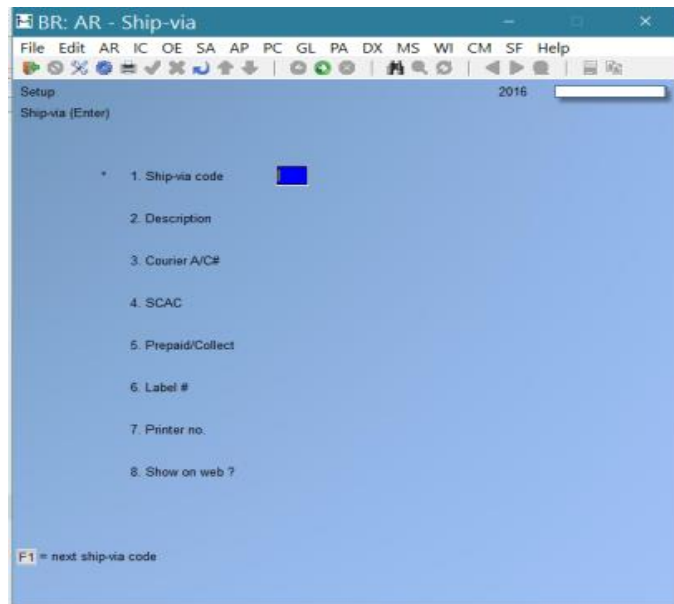 BR: AR - Ship-via
File Edit AR IC OE SA AP PC GL PA DX MS WI CM SF Help
Setup 2016
Ship-via (Enter)
* 1. Ship-via code
2. Description
3. Courier A/C#
4. SCAC
5. Prepaid/Collect
6. Label #
7. Printer no.
8. Show on web ?
F1 = next ship-via code